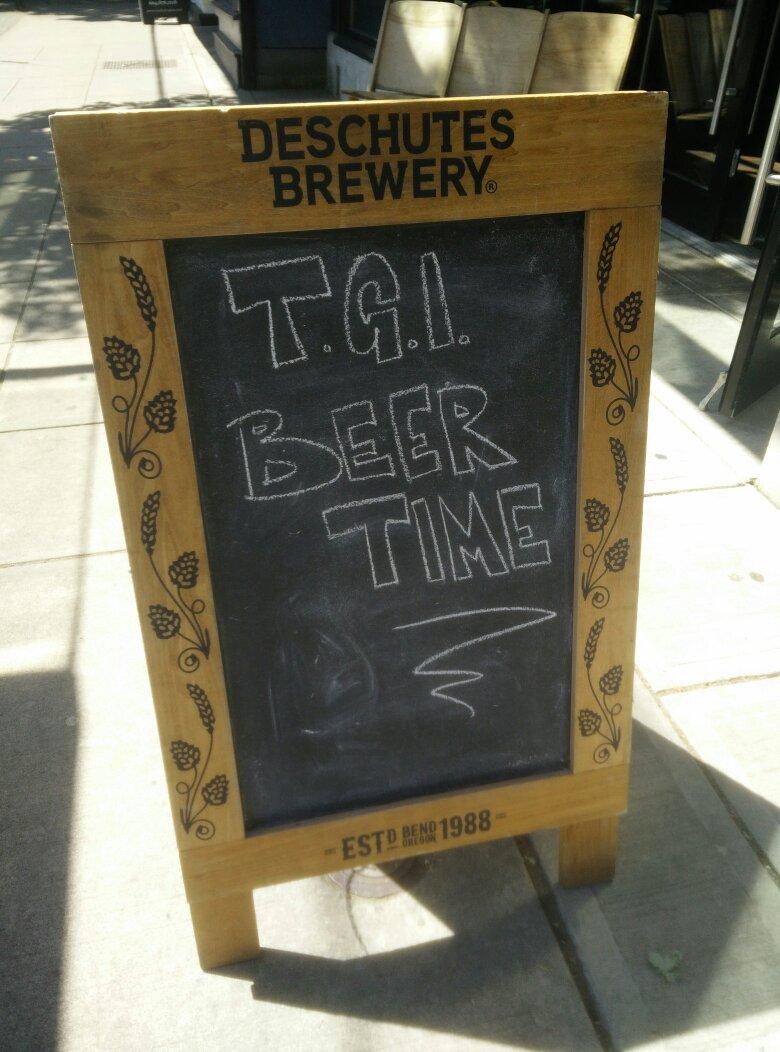 DESCHUTES
BREWERY®
T.G.I.
BEER
TIME
ESTD BEND OREGON 1988